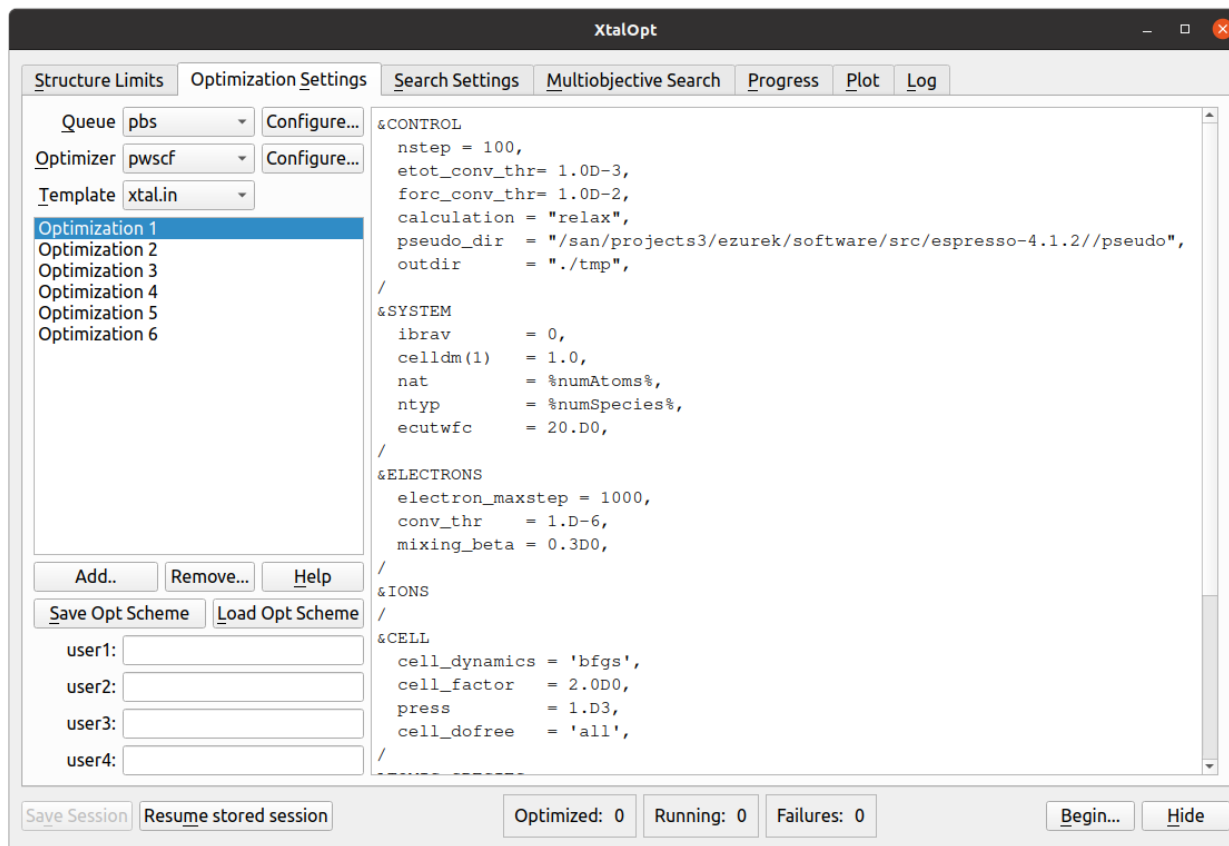 XtalOpt
Structure Limits Optimization Settings Search Settings Multiobjective Search Progress Plot Log
Queue pbs Configure...
Optimizer pwscf Configure...
Template xtal.in
Optimization 1
Optimization 2
Optimization 3
Optimization 4
Optimization 5
Optimization 6
Add.. Remove... Help
Save Opt Scheme Load Opt Scheme
user1:
user2:
user3:
user4:
&CONTROL
nstep = 100,
etot_conv_thr= 1.0D-3,
forc_conv_thr= 1.0D-2,
calculation = "relax",
pseudo_dir = "/san/projects3/ezurek/software/src/espresso-4.1.2//pseudo",
outdir = "./tmp",
/
&SYSTEM
ibrav = 0,
celldm(1) = 1.0,
nat = %numAtoms%,
ntyp = %numSpecies%,
ecutwfc = 20.D0,
/
&ELECTRONS
electron_maxstep = 1000,
conv_thr = 1.D-6,
mixing_beta = 0.3D0,
/
&IONS
/
&CELL
cell_dynamics = 'bfgs',
cell_factor = 2.0D0,
press = 1.D3,
cell_dofree = 'all',
/
Save Session Resume stored session Optimized: 0 Running: 0 Failures: 0 Begin... Hide